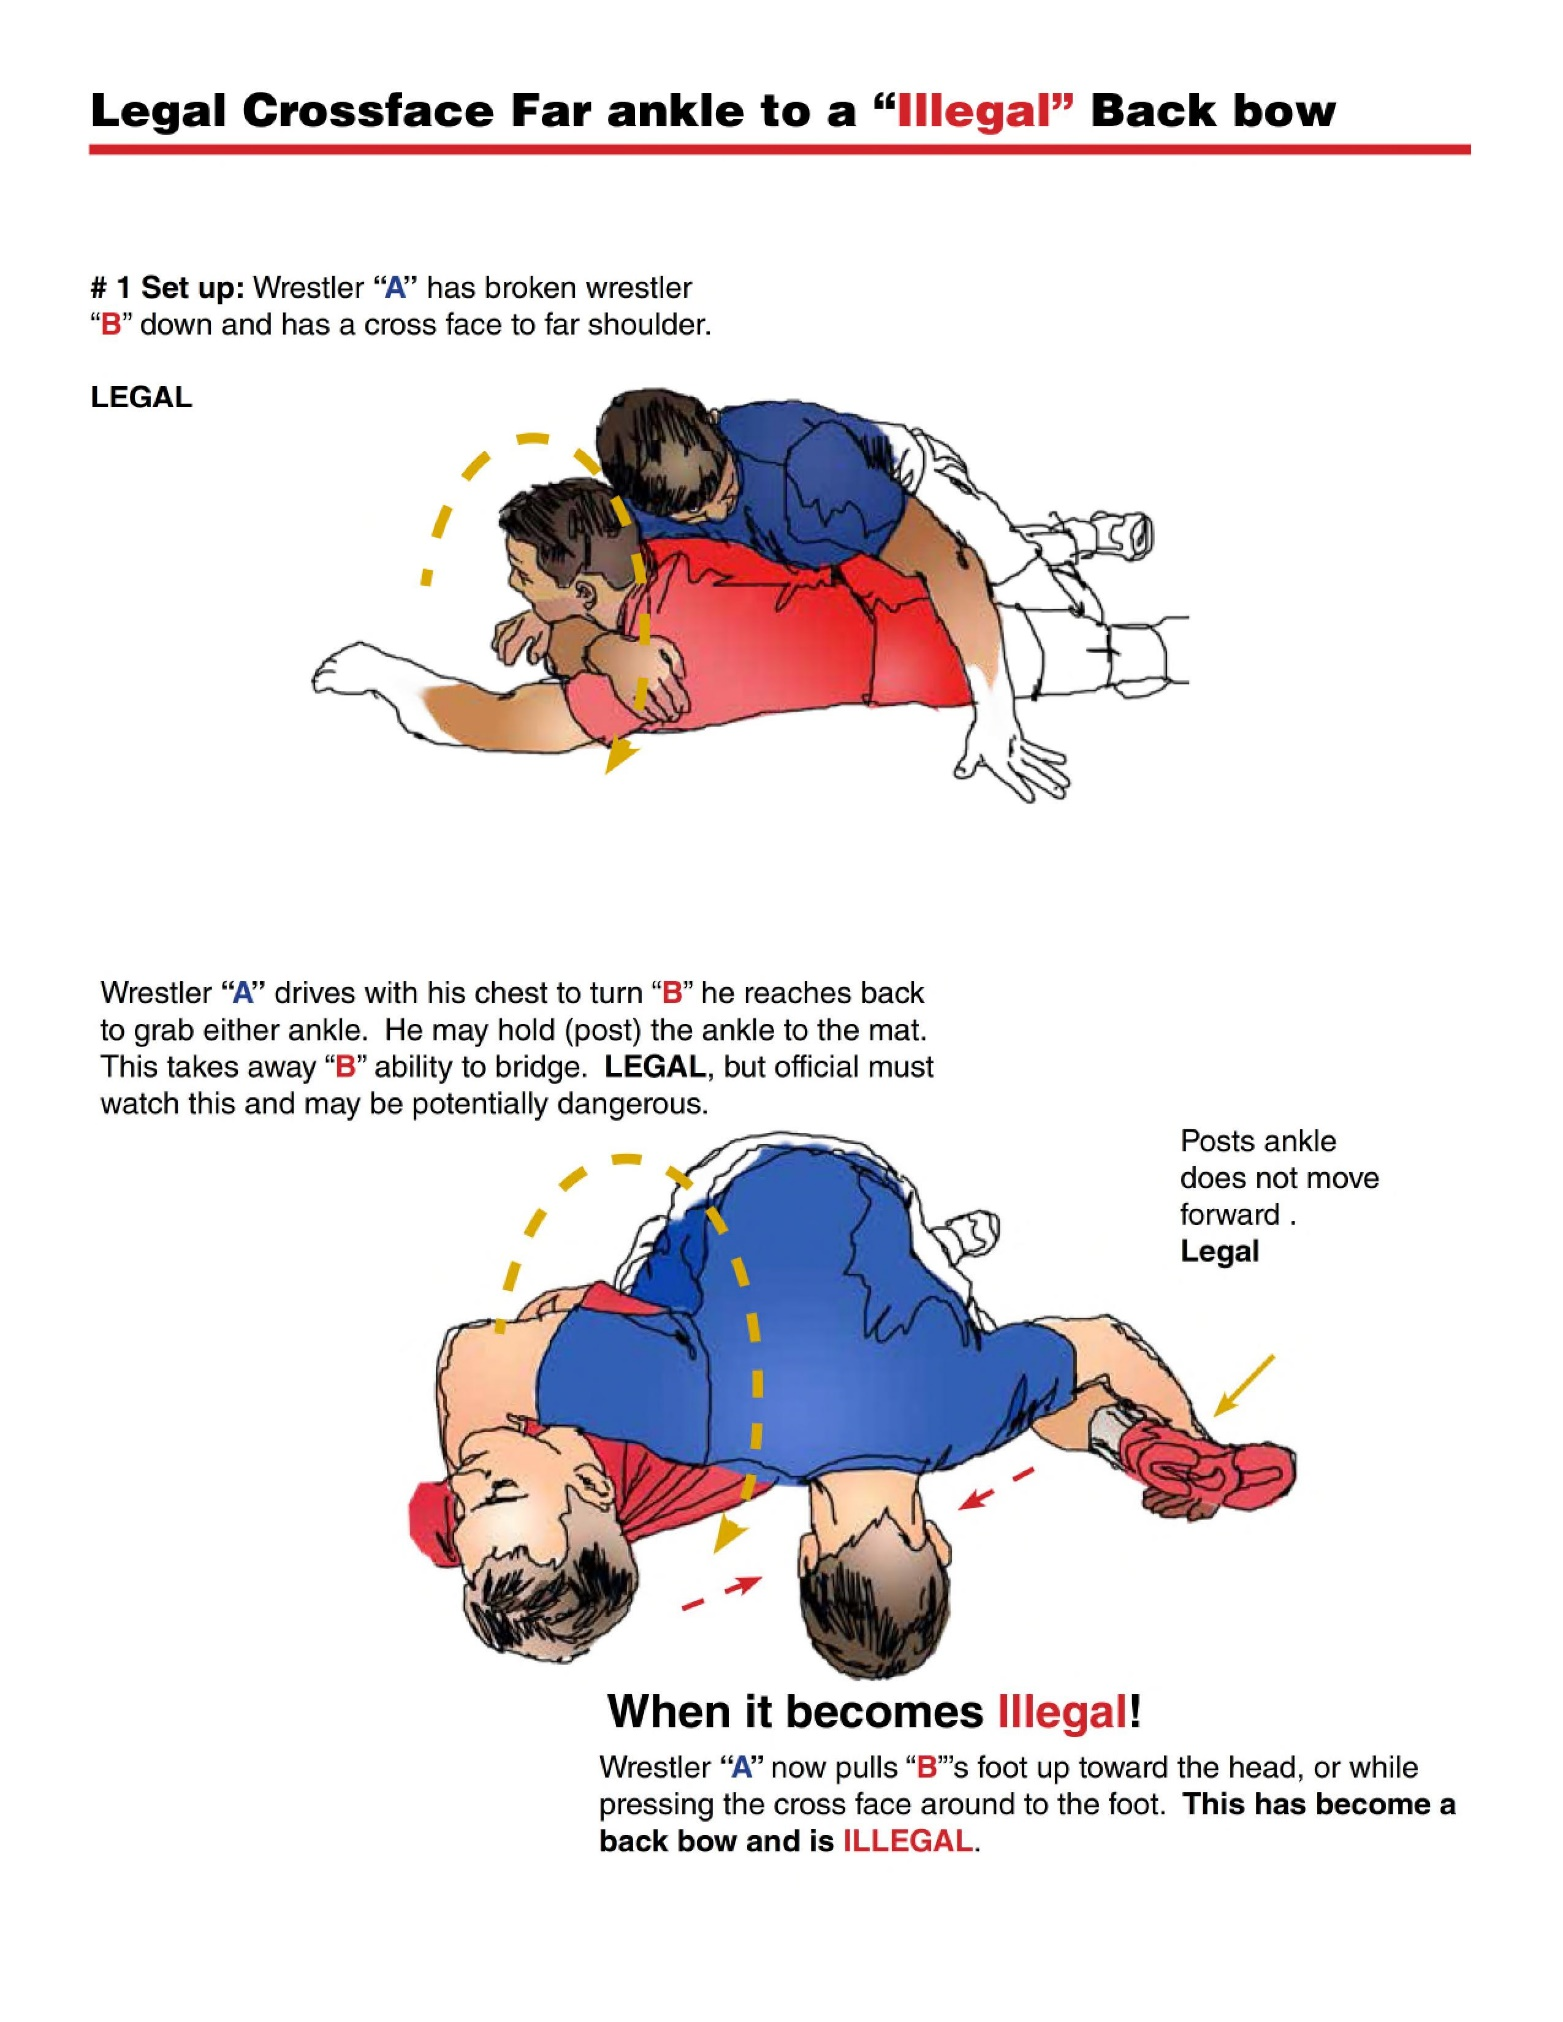 Legal Crossface Far ankle to a “Illegal” Back bow
# 1 Set up: Wrestler “A” has broken wrestler
“B” down and has a cross face to far shoulder.
LEGAL
Wrestler “A” drives with his chest to turn “B” he reaches back
to grab either ankle.  He may hold (post) the ankle to the mat.
This takes away “B” ability to bridge.  LEGAL, but official must
watch this and may be potentially dangerous.
Posts ankle
does not move
forward .
Legal
When it becomes Illegal!
Wrestler “A” now pulls “B”'s foot up toward the head, or while
pressing the cross face around to the foot.  This has become a
back bow and is ILLEGAL.